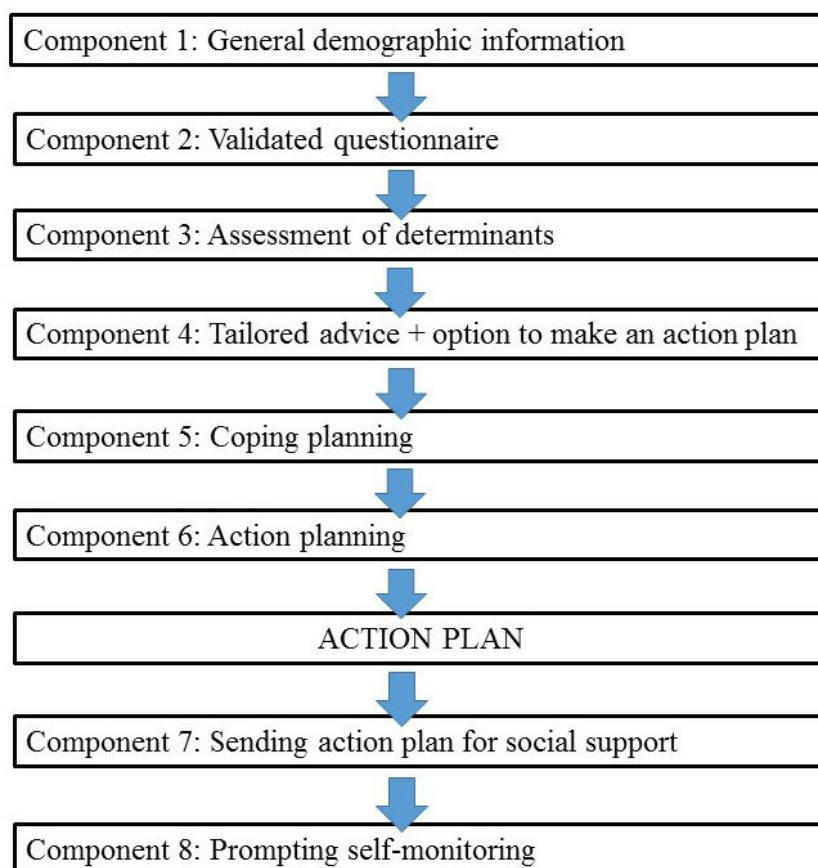 Component 1: General demographic information
Component 2: Validated questionnaire
Component 3: Assessment of determinants
Component 4: Tailored advice + option to make an action plan
Component 5: Coping planning
Component 6: Action planning
ACTION PLAN
Component 7: Sending action plan for social support
Component 8: Prompting self-monitoring